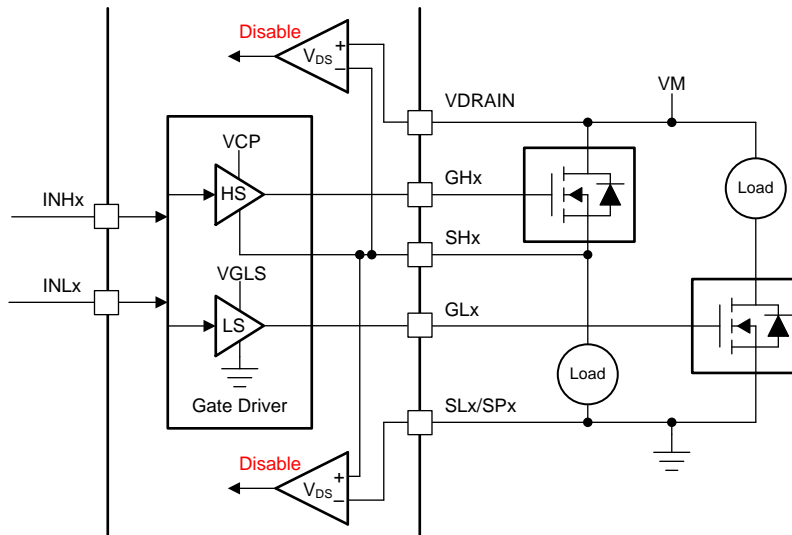 Disable
VDS
+
–
VDRAIN
VM
VCP
HS
GHx
Load
INHx
SHx
VGLS
INLx
LS
GLx
Load
Gate Driver
SLx/SPx
Disable
VDS
+
–